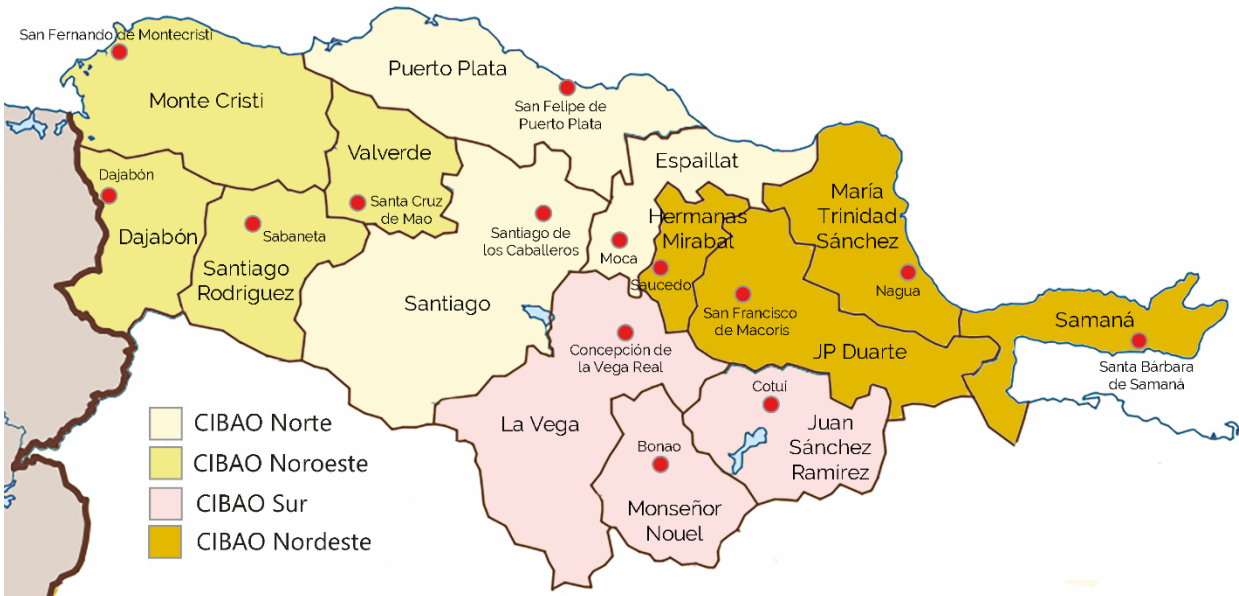 San Fernando de Montecristi
Puerto Plata
Monte Cristi
San Felipe de
Puerto Plata
Valverde
Espaillat
Dajabón
María
Trinidad
Sánchez
Santa Cruz
de Mao
Hermanas
Mirabal
Dajabón
Sabaneta
Santiago de
los Caballeros
Moca
Santiago
Rodriguez
Saucedo
Nagua
Santiago
San Francisco
de Macoris
Samaná
Concepción de
la Vega Real
JP Duarte
Santa Bárbara
de Samaná
Cotuí
La Vega
Juan
Sánchez
Ramirez
Bonao
Monseñor
Nouel
CIBAO Norte
CIBAO Noroeste
CIBAO Sur
CIBAO Nordeste